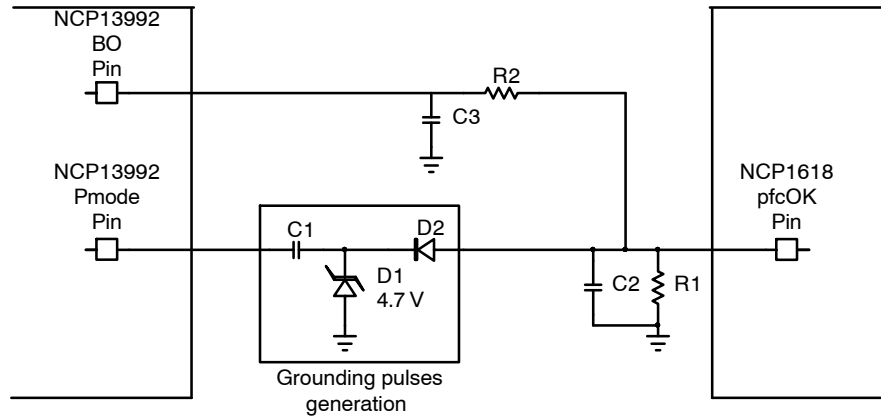 NCP13992
BO
Pin
R2
C3
NCP13992
Pmode
Pin
NCP1618
pfcOK
Pin
C1
D2
D1
4.7 V
C2
R1
Grounding pulses
generation